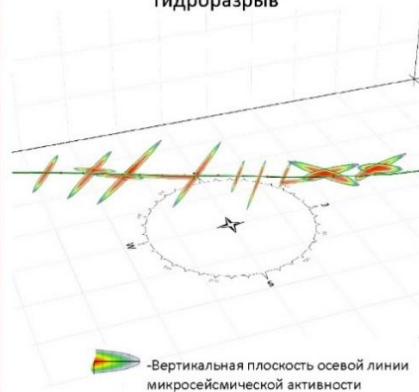 Гидроразрыв
W
S
-Вертикальная плоскость осевой линии
микросейсмической активности